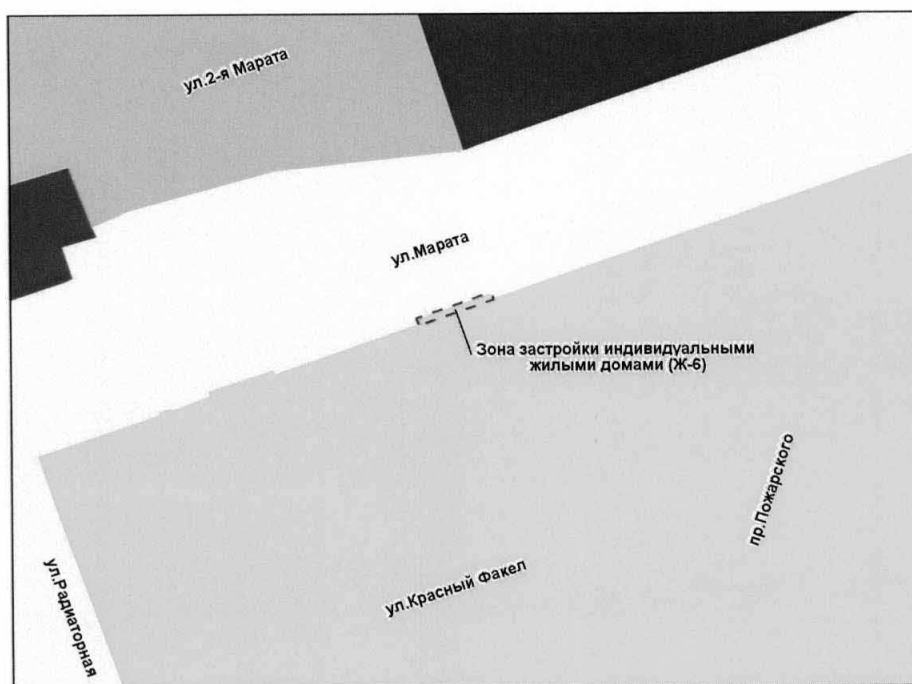 ул.2-я Марата
ул.Марата
Зона застройки индивидуальными
жилыми домами (Ж-6)
пр.Пожарского
ул.Красный Факел
ул.Радиаторная